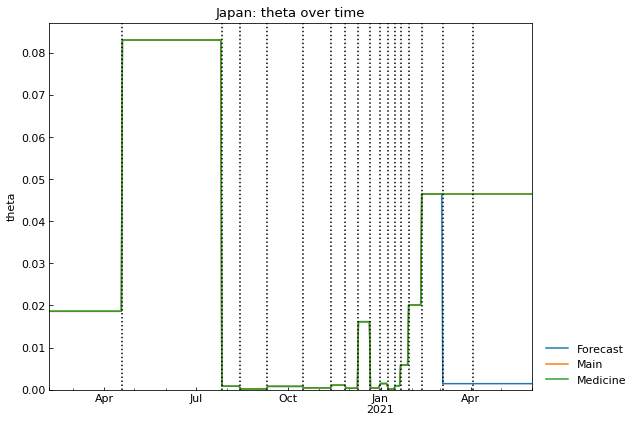 Japan: theta over time
theta
0.08
0.07
0.06
0.05
0.04
0.03
0.02
0.01
0.00
Apr Jul Oct Jan Apr
2021
Forecast
Main
Medicine